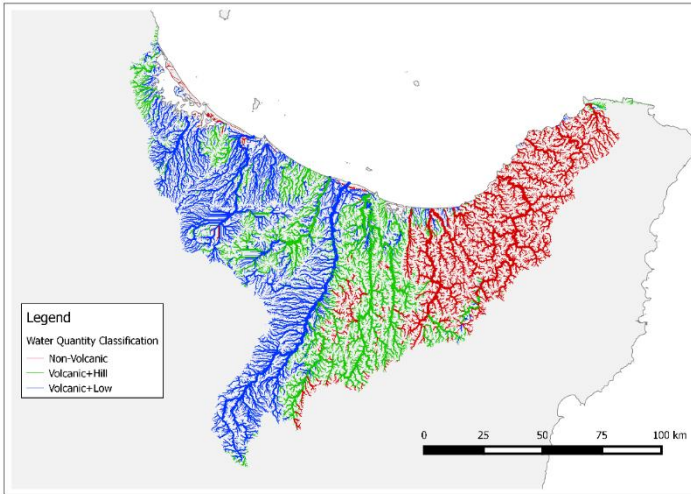 Legend
Water Quantity Classification
Non-Volcanic
Volcanic+Hill
Volcanic+Low
0 25 50 75 100 km